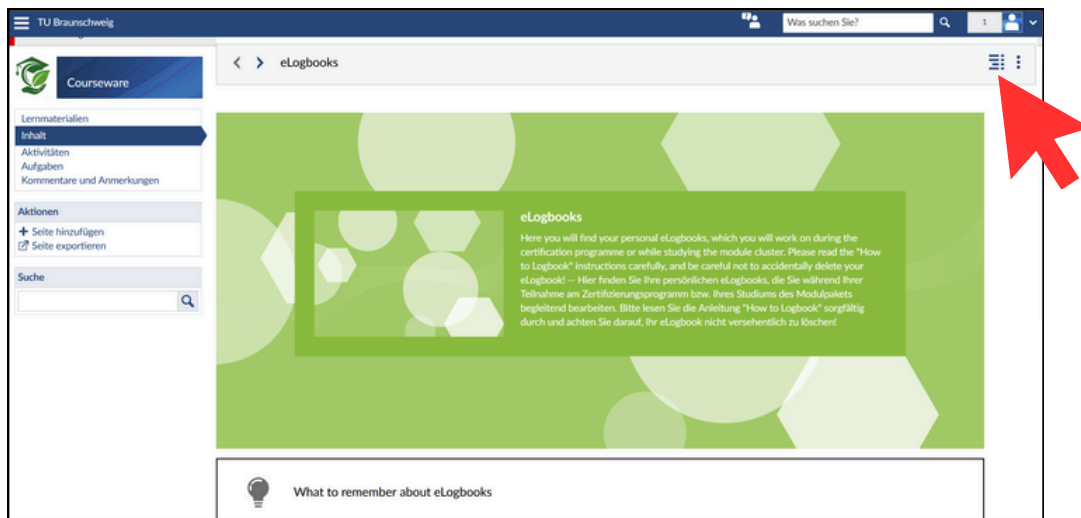 TU Braunschweig
Was suchen Sie?
1
Courseware
eLogbooks
Lernmaterialien
Inhalt
Aktivitäten
Aufgaben
Kommentare und Anmerkungen
Aktionen
Seite hinzufügen
Seite exportieren
Suche
eLogbooks
Here you will find your personal eLogbooks, which you will work on during the
certification programme or while studying the module cluster. Please read the "How
to Logbook" instructions carefully, and be careful not to accidentally delete your
eLogbook! -- Hier finden Sie Ihre persönlichen eLogbooks, die Sie während Ihrer
Teilnahme am Zertifizierungsprogramm bzw. Ihres Studiums des Modulpakets
begleitend bearbeiten. Bitte lesen Sie die Anleitung "How to Logbook" sorgfältig
durch und achten Sie darauf, Ihr eLogbook nicht versehentlich zu löschen!
What to remember about eLogbooks